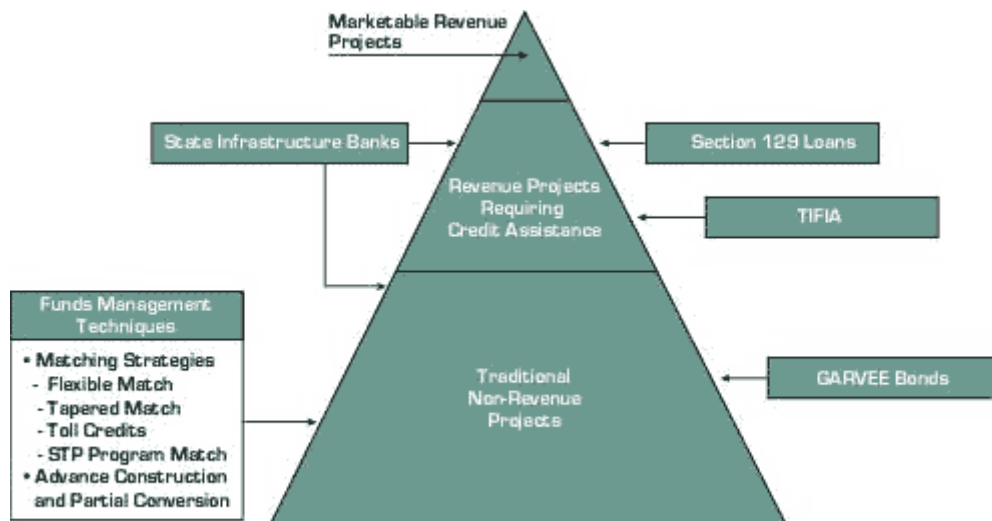 Marketable Revenue
Projects
State Infrastructure Banks
Section 129 Loans
Revenue Projects
Requiring
Credit Assistance
TIFIA
Funds Management
Techniques
• Matching Strategies
- Flexible Match
- Tapered Match
- Toll Credits
- STP Program Match
• Advance Construction
and Partial Conversion
Traditional
Non-Revenue
Projects
GARVEE Bonds